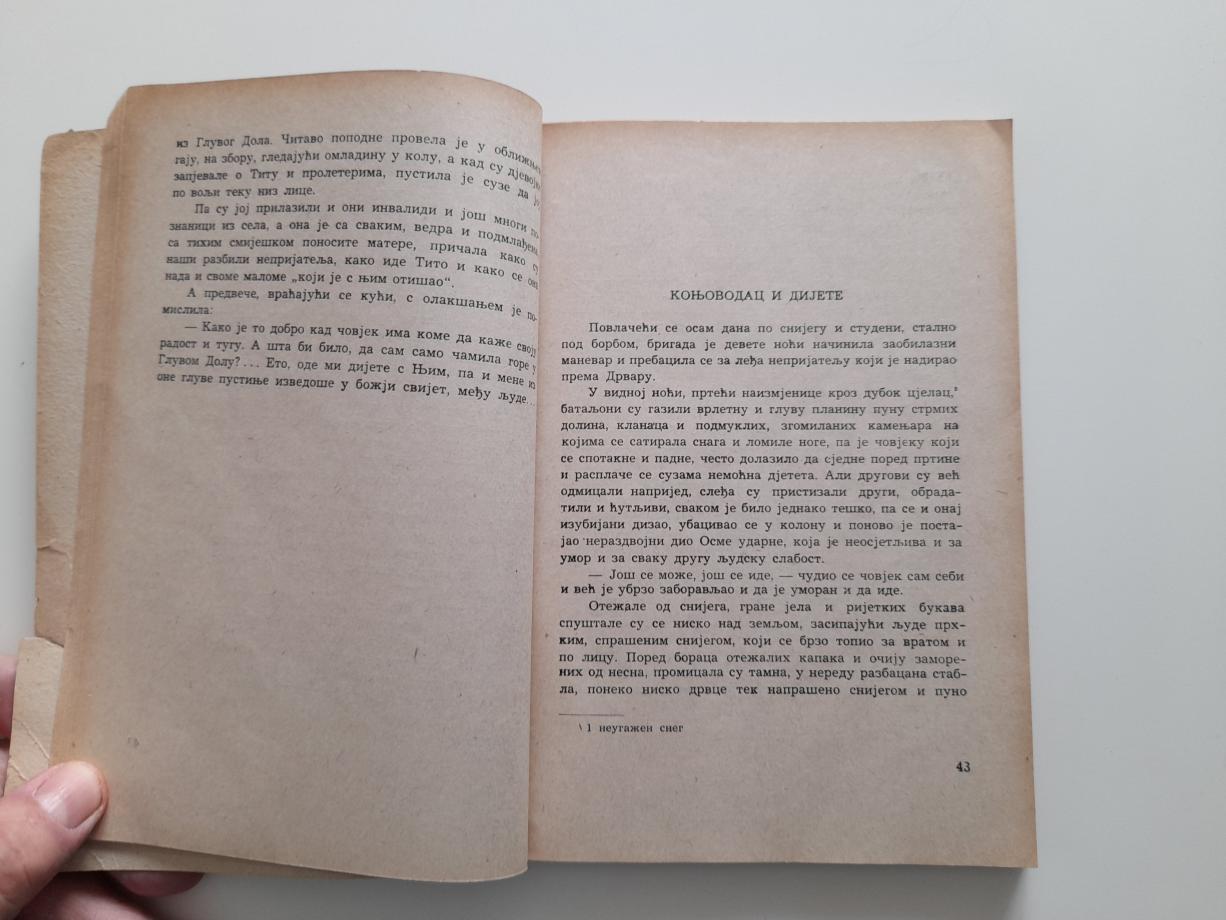 из Глувог Дола. Читаво поподне провела је у оближњем
гају, на збору, гледајући омладину у колу, а кад су дјевојке
запјевале о Титу и пролетерима, пустила је сузе да јој
по вољи теку низ лице.
Па су јој прилазили и они инвалиди и још многи по-
знаници из села, а она је са сваким, ведра и подмлађена,
са тихим смијешком поносите матере, причала како су
наши разбили непријатеља, како иде Тито и како се она
нада и своме маломе „који је с њим отишао“.
А предвече, враћајући се кући, с олакшањем је по-
мислила:
— Како је то добро кад човјек има коме да каже своју
радост и тугу. А шта би било, да сам само чамила горе у
Глувом Долу?... Ето, оде ми дијете с Њим, па и мене из
оне глуве пустиње изведоше у божји свијет, међу људе...
КОЊОВОДАЦ И ДИЈЕТЕ
Повлачећи се осам дана по снијегу и студени, стално
под борбом, бригада је девете ноћи начинила заобилазни
маневар и пребацила се за леђа непријатељу који је надирао
према Дрвару.
У видној ноћи, пртећи наизмјенице кроз дубок цјелац,
батаљони су газили врлетну и глуву планину пуну стрмих
долина, кланаца и подмуклих, згомиланих камењара на
којима се сатирала снага и ломиле ноге, па је човјеку који
се спотакне и падне, често долазило да сједне поред пртине
и расплаче се сузама немоћна дјетета. Али другови су већ
одмицали напријед, слеђа су пристизали други, обрада-
тили и ћутљиви, сваком је било једнако тешко, па се и онај
изубијани дизао, убацивао се у колону и поново је поста-
јао нераздвојни дио Осме ударне, која је неосјетљива и за
умор и за сваку другу људску слабост.
— Још се може, још се иде, — чудио се човјек сам себи
и већ је убрзо заборављао и да је уморан и да иде.
Отежале од снијега, гране јела и ријетких букава
спуштале су се ниско над земљом, засипајући људе прх-
ким, спрашеним снијегом, који се брзо топио за вратом и
по лицу. Поред бораца отежалих капака и очију заморе-
них од несна, промицала су тамна, у нереду разбацана стаб-
ла, понеко ниско дрвце тек напрашено снијегом и пуно
1 неугажен снег
43